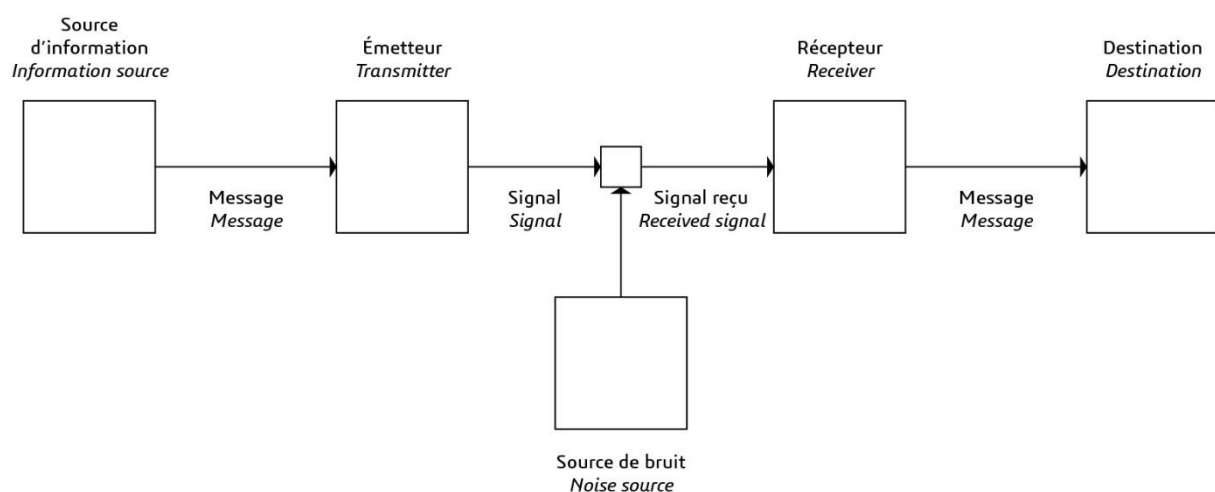 Source
d'information
Information source
Émetteur
Transmitter
Récepteur
Receiver
Destination
Destination
Message
Message
Signal
Signal
Signal reçu
Received signal
Message
Message
Source de bruit
Noise source